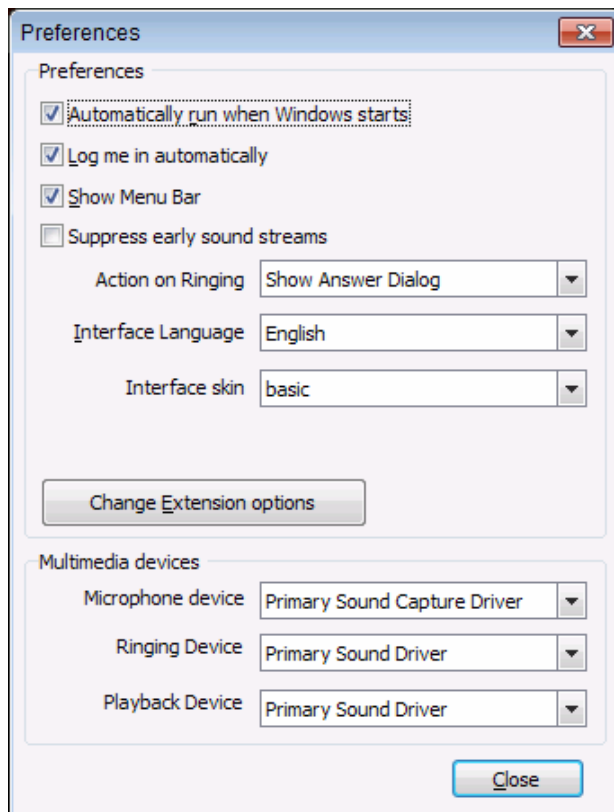 Preferences
Preferences
Automatically run when Windows starts
Log me in automatically
Show Menu Bar
Suppress early sound streams
Action on Ringing Show Answer Dialog
Interface Language English
Interface skin basic
Change Extension options
Multimedia devices
Microphone device Primary Sound Capture Driver
Ringing Device Primary Sound Driver
Playback Device Primary Sound Driver
Close